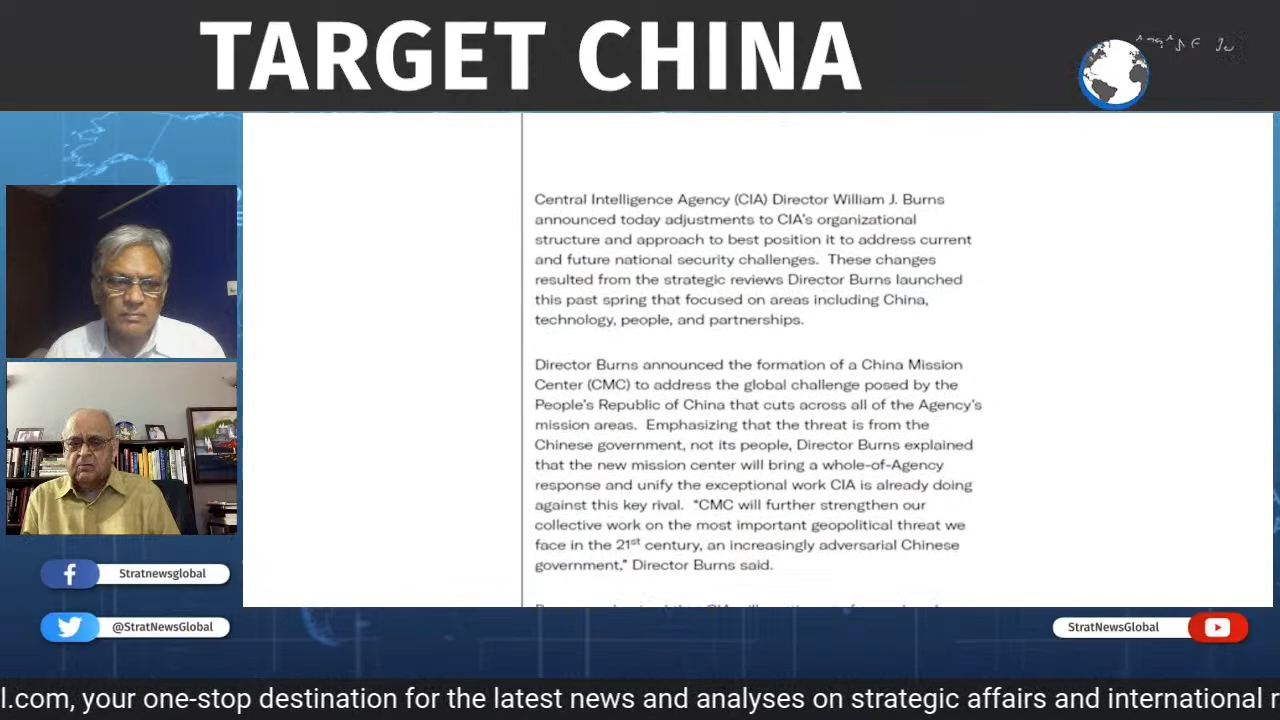 TARGET CHINA
Central Intelligence Agency (CIA) Director William J. Burns
announced today adjustments to CIA's organizational
structure and approach to best position it to address current
and future national security challenges.  These changes
resulted from the strategic reviews Director Burns launched
this past spring that focused on areas including China,
technology, people, and partnerships.
Director Burns announced the formation of a China Mission
Center (CMC) to address the global challenge posed by the
People's Republic of China that cuts across all of the Agency's
mission areas.  Emphasizing that the threat is from the
Chinese government, not its people, Director Burns explained
that the new mission center will bring a whole-of-Agency
response and unify the exceptional work CIA is already doing
against this key rival.  "CMC will further strengthen our
collective work on the most important geopolitical threat we
face in the 21st century, an increasingly adversarial Chinese
government," Director Burns said.
Stratnewsglobal
@StratNewsGlobal
StratNewsGlobal
l.com, your one-stop destination for the latest news and analyses on strategic affairs and international